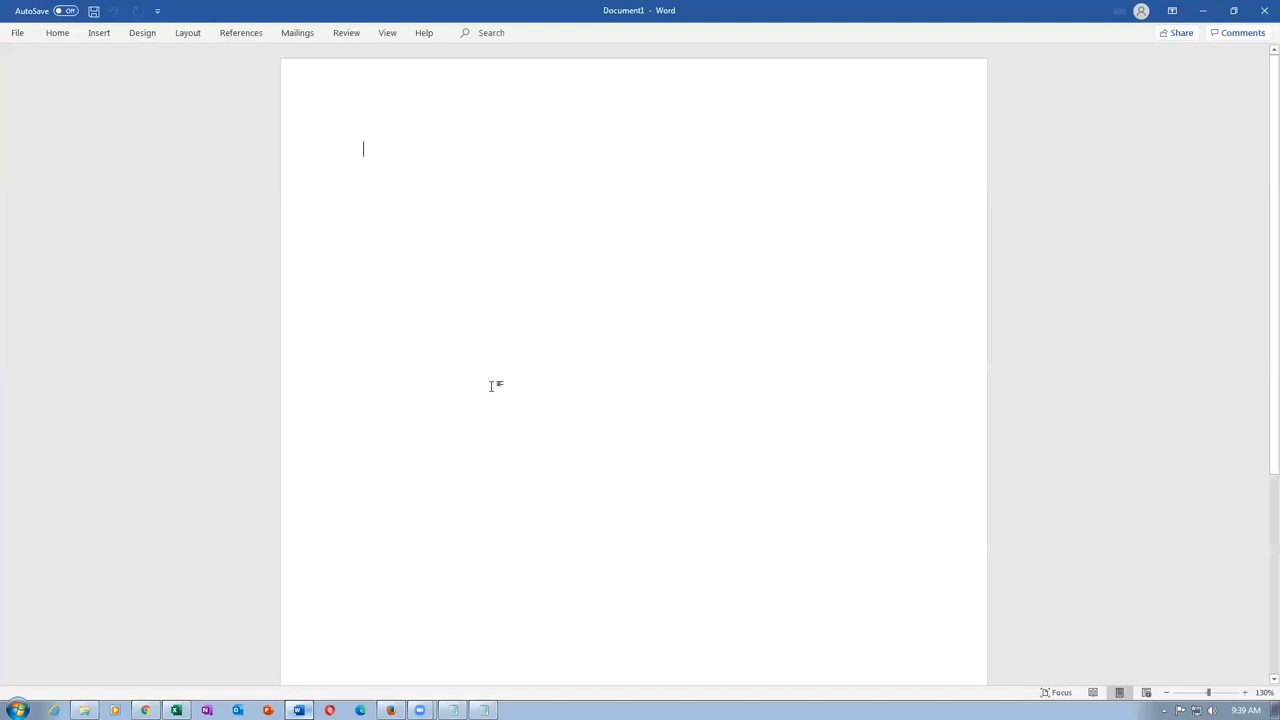 AutoSave Off Document1 - Word
File Home Insert Design Layout References Mailings Review View Help Search Share Comments
Focus 130%
9:39 AM